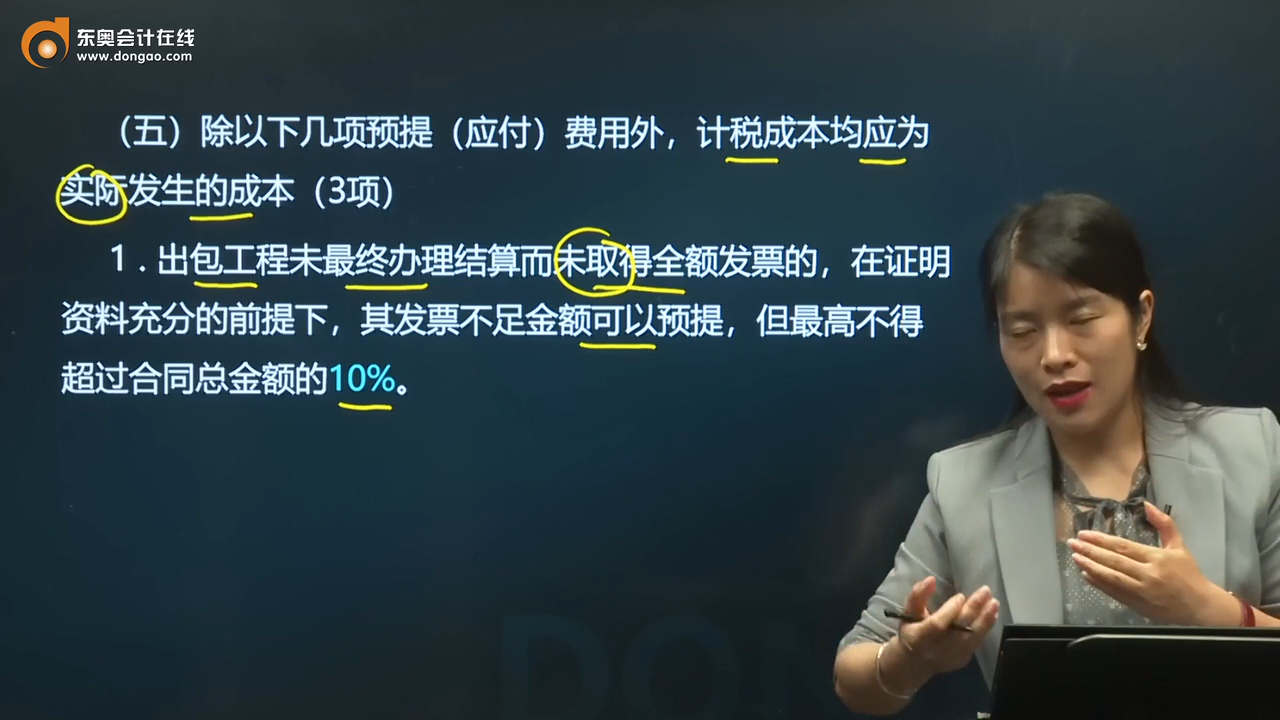 东奥会计在线
www.dongao.com
（五）除以下几项预提（应付）费用外，计税成本均应为
实际发生的成本（3项）
1．出包工程未最终办理结算而未取得全额发票的，在证明
资料充分的前提下，其发票不足金额可以预提，但最高不得
超过合同总金额的10%。
DON